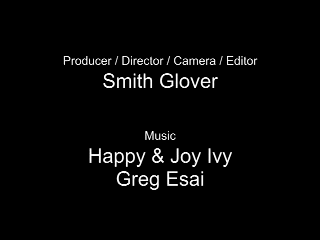 Producer / Director / Camera / Editor
Smith Glover
Music
Happy & Joy Ivy
Greg Esai